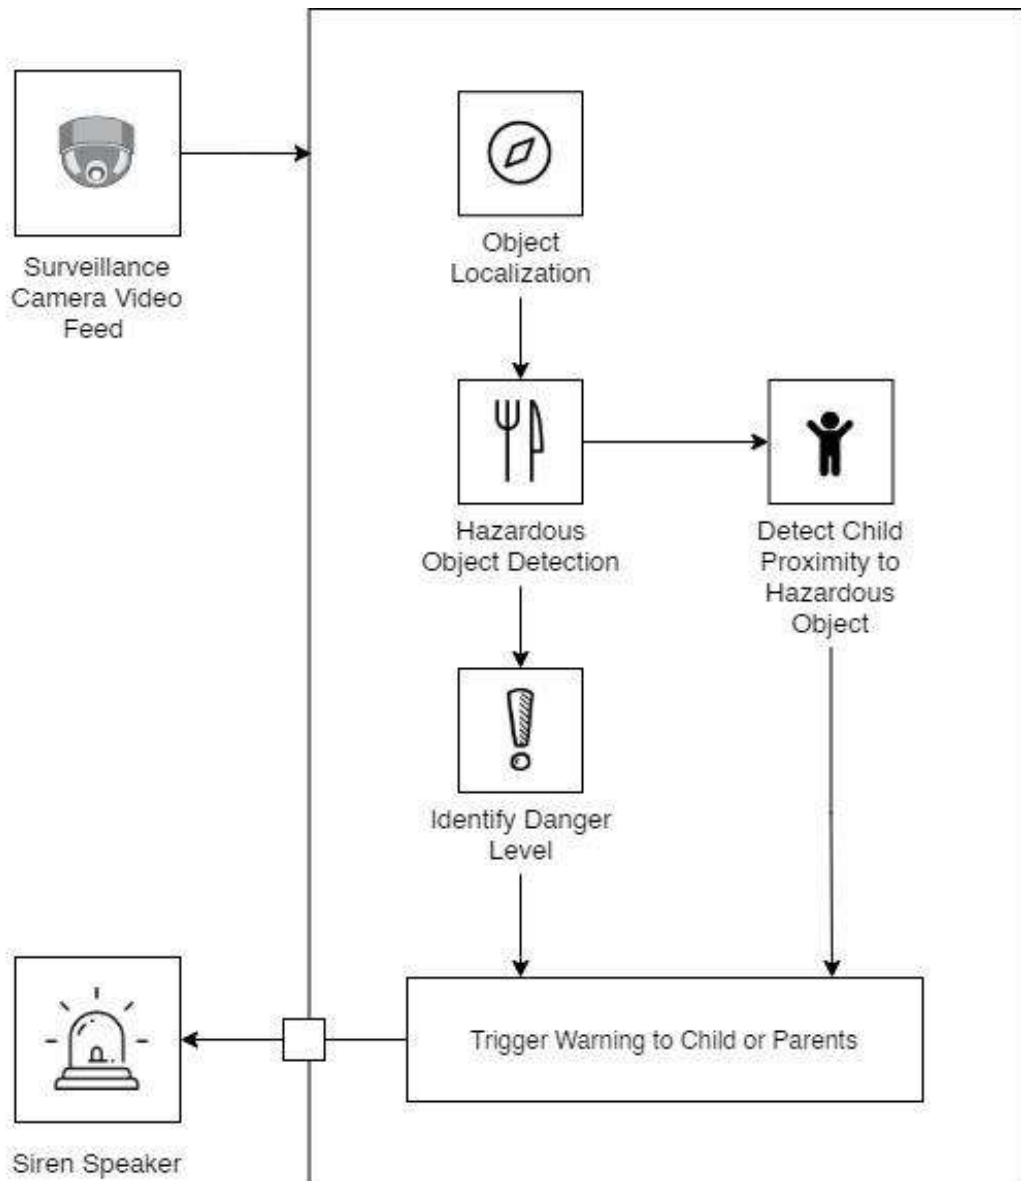 Surveillance
Camera Video
Feed
Object
Localization
Hazardous
Object Detection
Detect Child
Proximity to
Hazardous
Object
Identify Danger
Level
Trigger Warning to Child or Parents
Siren Speaker